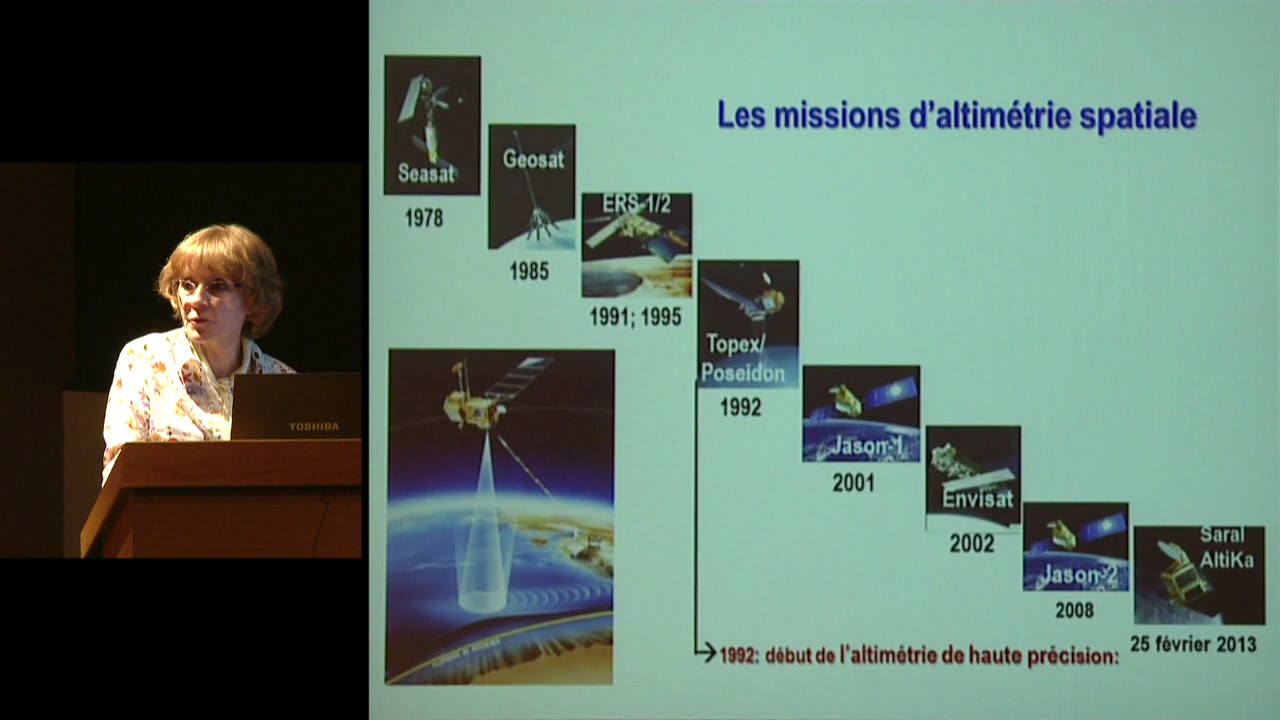 Les missions d'altimétrie spatiale
Seasat
1978
Geosat
1985
ERS-1/2
1991; 1995
Topex/
Poseidon
1992
Jason-1
2001
Envisat
2002
Jason-2
2008
Saral
AltiKa
25 février 2013
1992: début de l'altimétrie de haute précision:
TOSHIBA